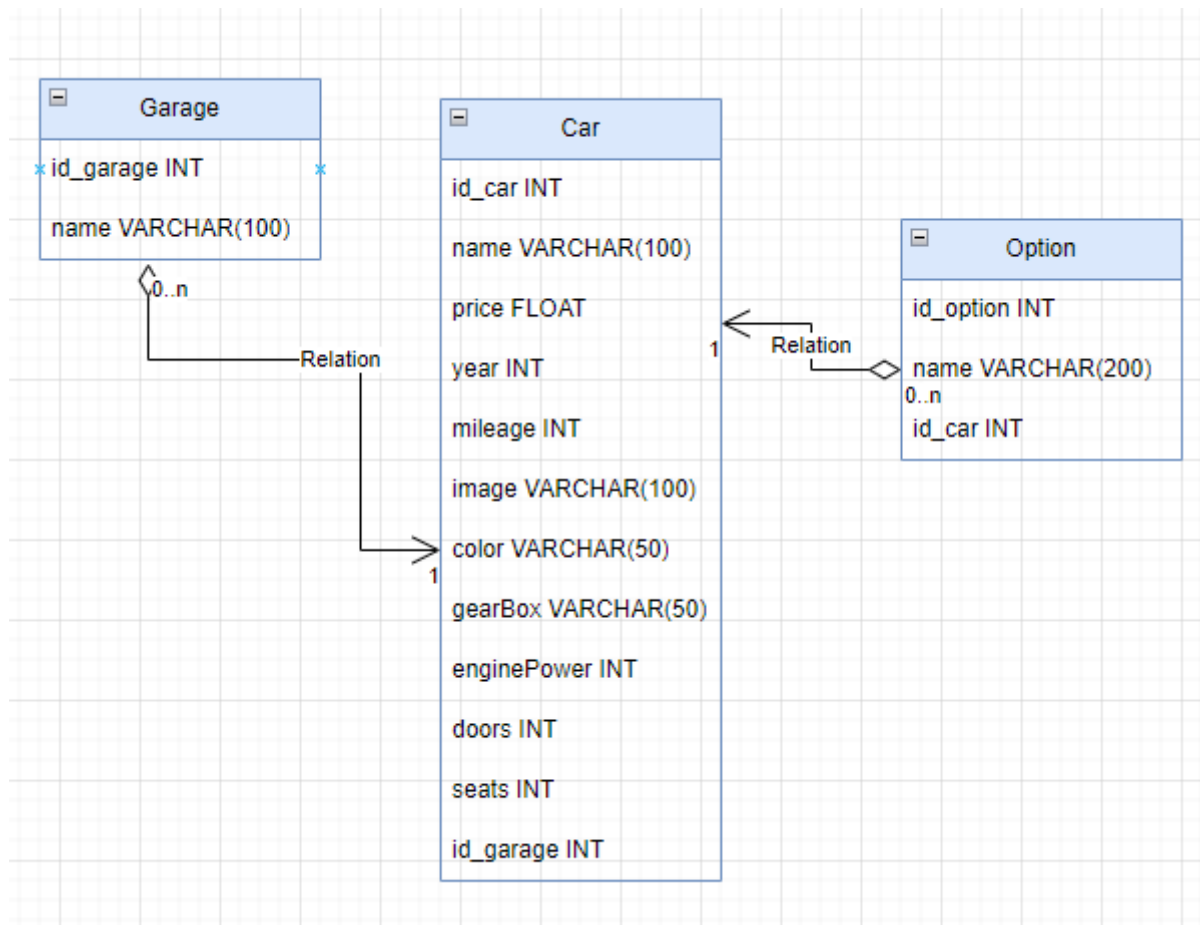 Garage
id_garage INT
name VARCHAR(100)
0..n
Relation
Car
id_car INT
name VARCHAR(100)
price FLOAT
year INT
mileage INT
image VARCHAR(100)
color VARCHAR(50)
1
gearBox VARCHAR(50)
enginePower INT
doors INT
seats INT
id_garage INT
1
Relation
Option
id_option INT
name VARCHAR(200)
0..n
id_car INT